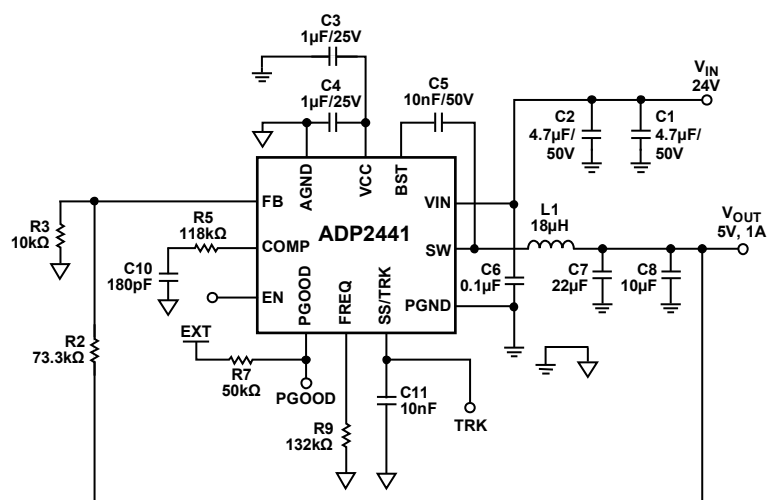 C3
1µF/25V
C4
1µF/25V
C5
10nF/50V
VIN
24V
C2
4.7µF/
50V
C1
4.7µF/
50V
AGND
VCC
BST
FB
VIN
R3
10kΩ
R5
118kΩ
COMP
ADP2441
SW
L1
18µH
VOUT
5V, 1A
C10
180pF
EN
PGOOD
FREQ
SS/TRK
PGND
C6
0.1µF
C7
22µF
C8
10µF
R2
73.3kΩ
EXT
R7
50kΩ
PGOOD
C11
10nF
TRK
R9
132kΩ